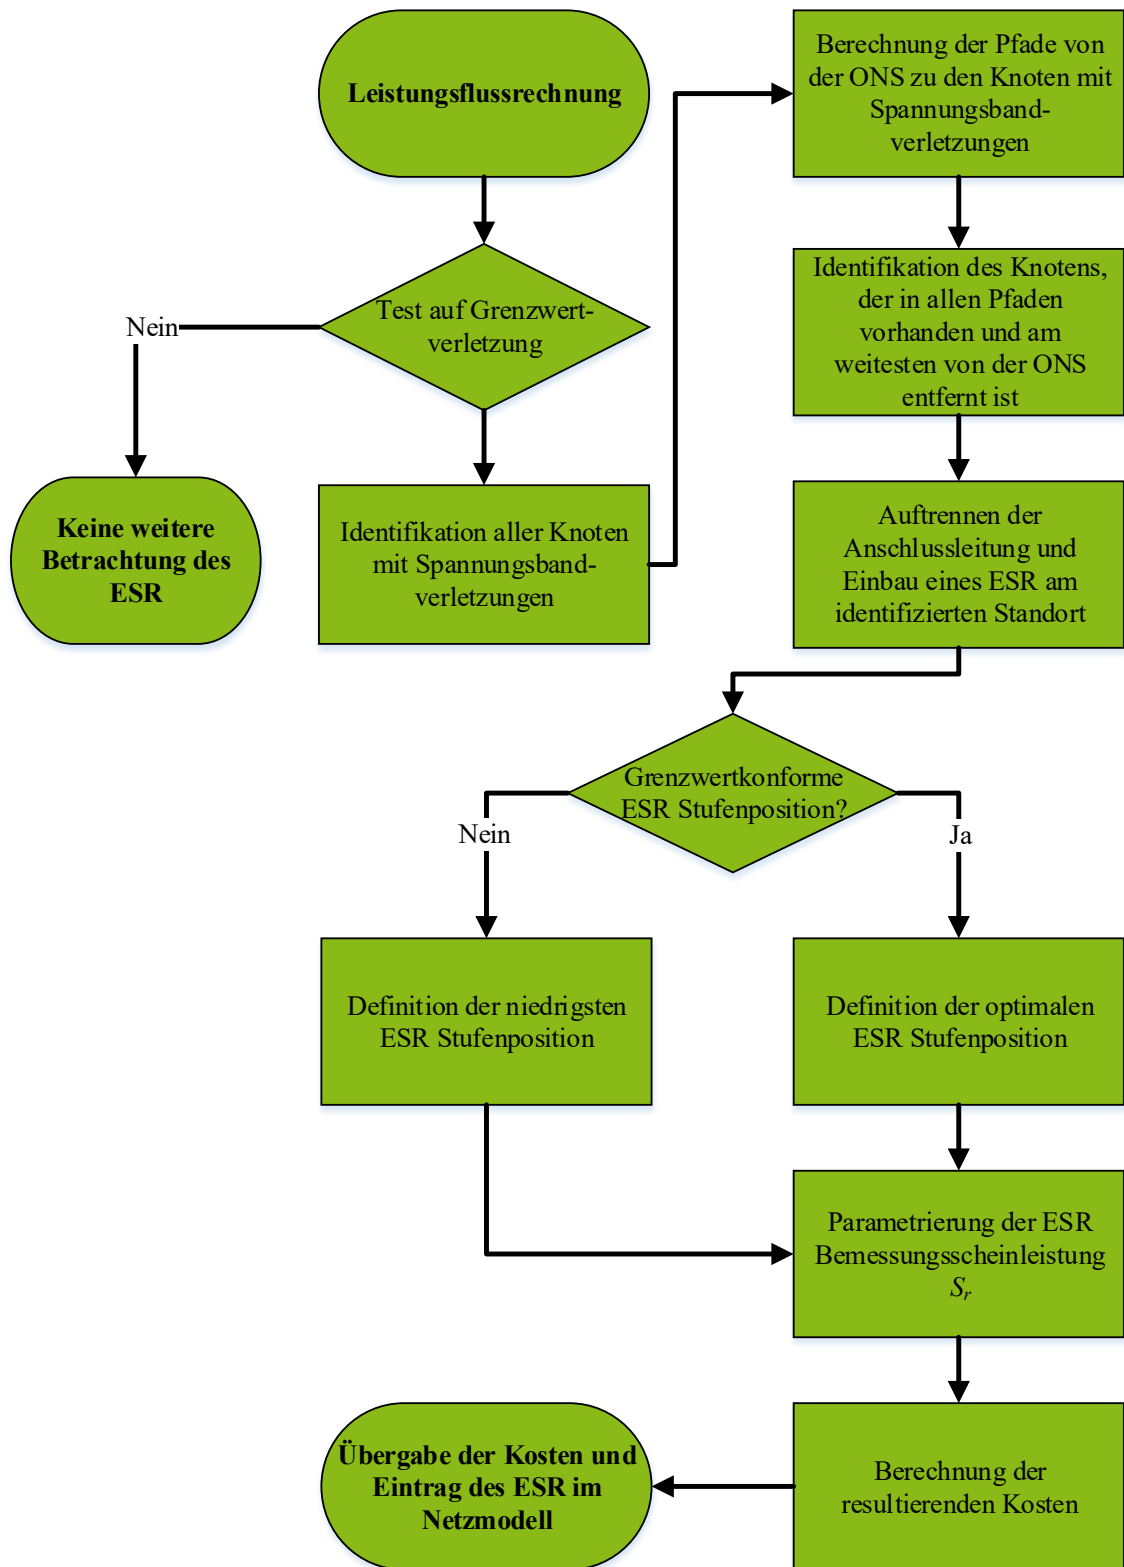 Leistungsflussrechnung
Test auf Grenzwert-
verletzung
Nein
Keine weitere
Betrachtung des
ESR
Identifikation aller Knoten
mit Spannungsband-
verletzungen
Berechnung der Pfade von
der ONS zu den Knoten mit
Spannungsband-
verletzungen
Identifikation des Knotens,
der in allen Pfaden
vorhanden und am
weitesten von der ONS
entfernt ist
Auftrennen der
Anschlussleitung und
Einbau eines ESR am
identifizierten Standort
Grenzwertkonforme
ESR Stufenposition?
Nein
Ja
Definition der niedrigsten
ESR Stufenposition
Definition der optimalen
ESR Stufenposition
Parametrierung der ESR
Bemessungsscheinleistung
Sr
Berechnung der
resultierenden Kosten
Übergabe der Kosten und
Eintrag des ESR im
Netzmodell